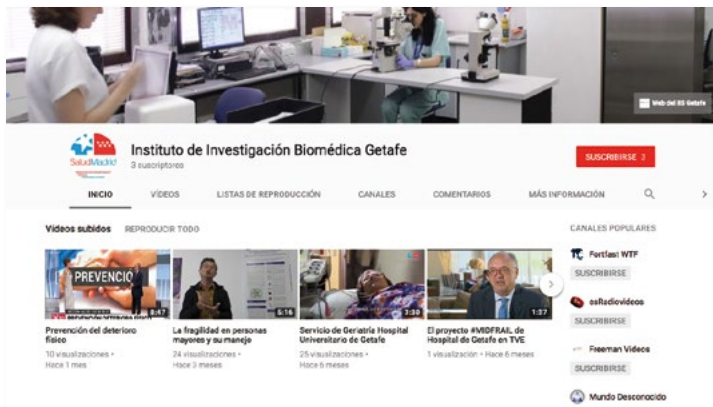 Web del IIS Getafe
SaludMadrid
Instituto de Investigación Biomédica Getafe
3 suscriptores
SUSCRIBIRSE 3
INICIO
VÍDEOS
LISTAS DE REPRODUCCIÓN
CANALES
COMENTARIOS
MÁS INFORMACIÓN
Vídeos subidos
REPRODUCIR TODO
CANALES POPULARES
PREVENCIÓ
8:47
5:16
3:30
1:37
Prevención del deterioro
físico
10 visualizaciones •
Hace 1 mes
La fragilidad en personas
mayores y su manejo
24 visualizaciones •
Hace 3 meses
Servicio de Geriatría Hospital
Universitario de Getafe
25 visualizaciones •
Hace 6 meses
El proyecto #MIDFRAIL de
Hospital de Getafe en TVE
1 visualización • Hace 6 meses
Fortfast WTF
SUSCRIBIRSE
esRadiovideos
SUSCRIBIRSE
Freeman Videos
SUSCRIBIRSE
Mundo Desconocido